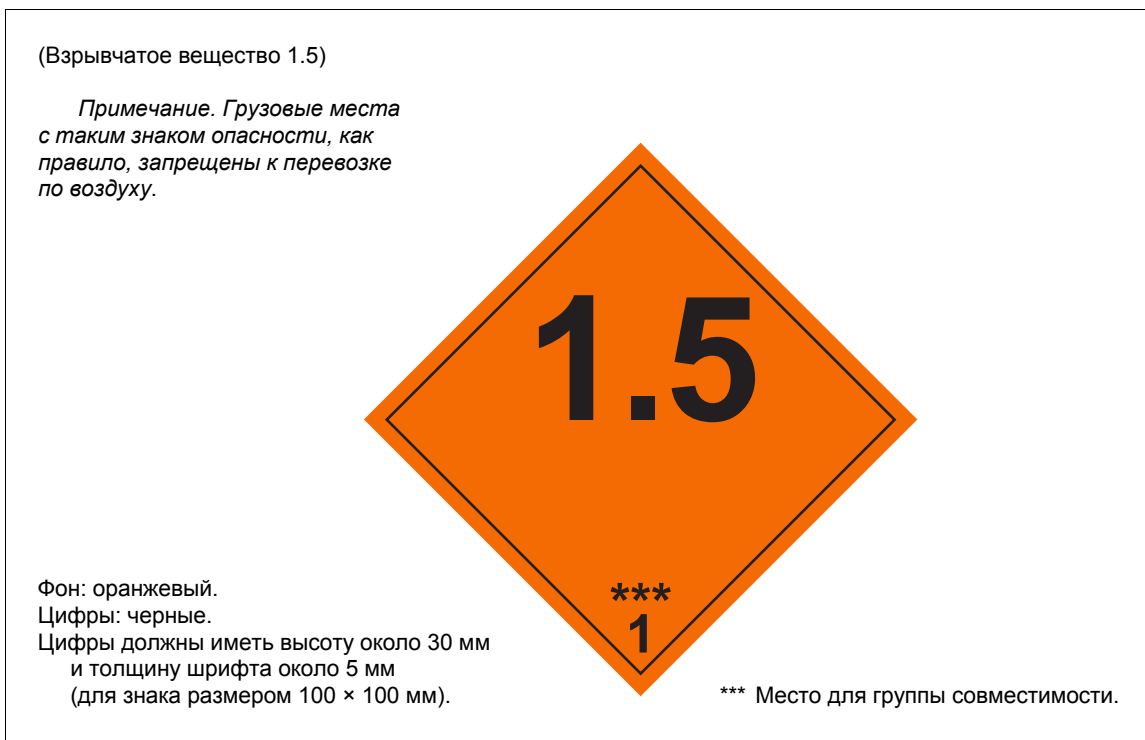 (Взрывчатое вещество 1.5)
Примечание. Грузовые места
с таким знаком опасности, как
правило, запрещены к перевозке
по воздуху.
1.5
***
1
Фон: оранжевый.
Цифры: черные.
Цифры должны иметь высоту около 30 мм
и толщину шрифта около 5 мм
(для знака размером 100 × 100 мм).
*** Место для группы совместимости.